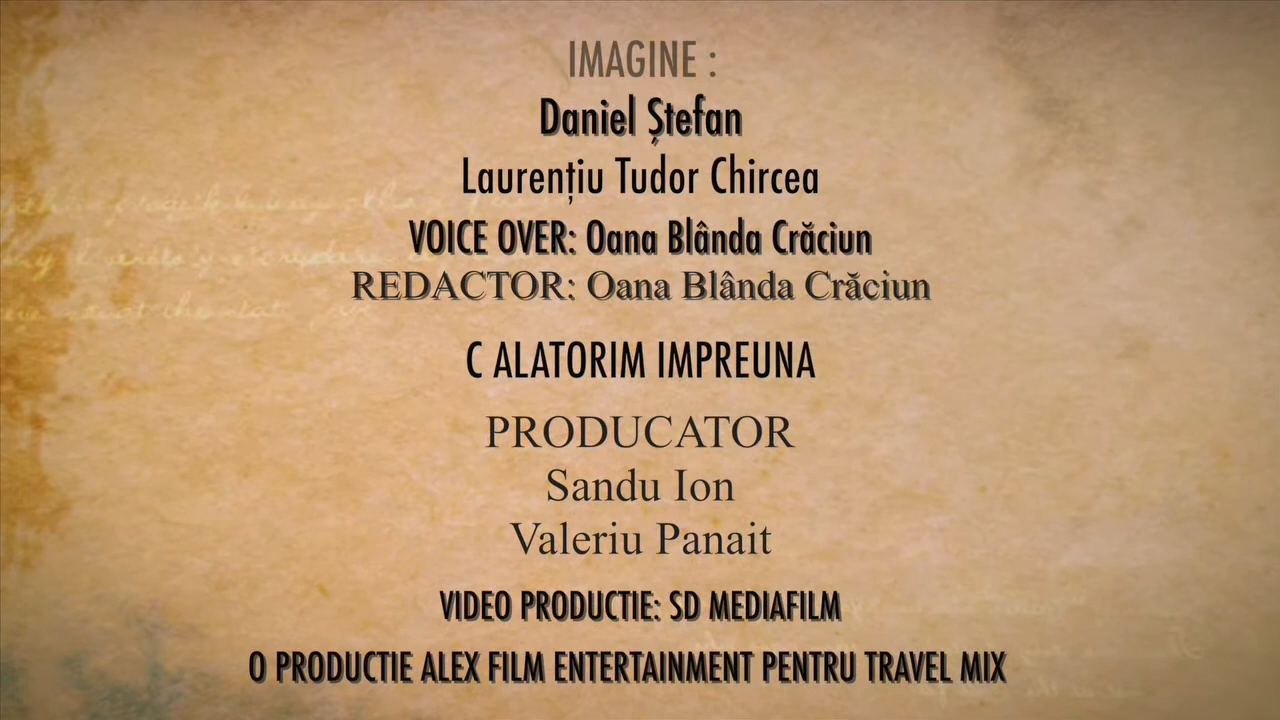 IMAGINE :
Daniel Ștefan
Laurențiu Tudor Chircea
VOICE OVER: Oana Blânda Crăciun
REDACTOR: Oana Blânda Crăciun
C ALATORIM IMPREUNA
PRODUCATOR
Sandu Ion
Valeriu Panait
VIDEO PRODUCTIE: SD MEDIAFILM
O PRODUCTIE ALEX FILM ENTERTAINMENT PENTRU TRAVEL MIX